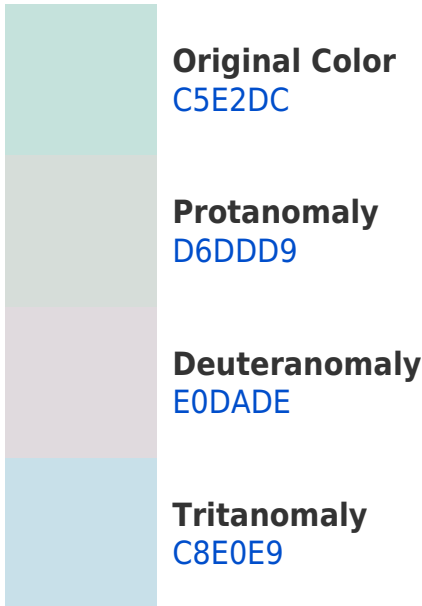 Original Color
C5E2DC
Protanomaly
D6DDD9
Deuteranomaly
E0DADE
Tritanomaly
C8E0E9